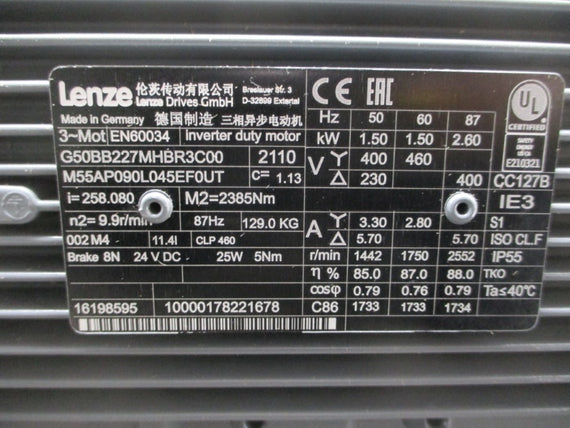 Lenze 伦茨传动有限公司 Breslauer Str. 3
Lenze Drives GmbH D-32699 Extertal
Made in Germany 德国制造 三相异步电动机
3~Mot EN60034 inverter duty motor
G50BB227MHBR3C00 2110
M55AP090L045EF0UT c= 1.13
i=258.080 M2=2385Nm
n2=9.9r/min 87Hz 129.0 KG
002 M4 11.4l CLP 460
Brake 8N 24 V DC 25W 5Nm
16198595 10000178221678
CE EAC
Hz 50 60 87
kW 1.50 1.50 2.60
V Y 400 460
Δ 230 400
A Y 3.30 2.80
Δ 5.70 5.70
r/min 1442 1750 2552
η % 85.0 87.0 88.0
cosφ 0.79 0.76 0.79
C86 1733 1733 1734
UL
CERTIFIED
E210321
CC127B
IE3
S1
ISO CL.F
IP55
TKO
Ta≤40°C